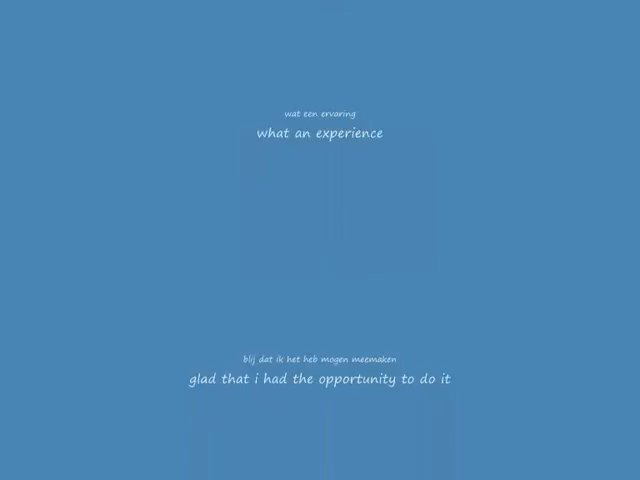 wat een ervaring
what an experience
blij dat ik het heb mogen meemaken
glad that i had the opportunity to do it